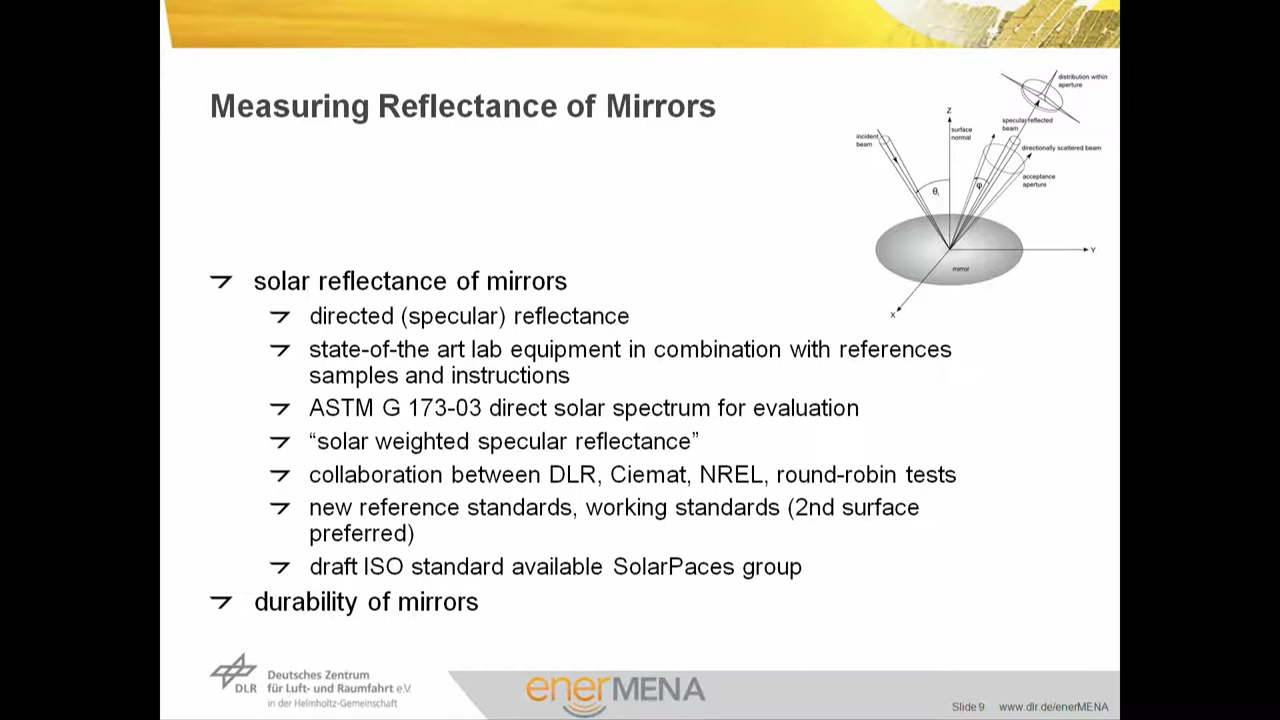 Measuring Reflectance of Mirrors
distribution within
aperture
Z
specular reflected
beam
surface
normal
incident
beam
directionally scattered beam
acceptance
aperture
θi
φ
Y
mirror
X
solar reflectance of mirrors
directed (specular) reflectance
state-of-the art lab equipment in combination with references
samples and instructions
ASTM G 173-03 direct solar spectrum for evaluation
“solar weighted specular reflectance”
collaboration between DLR, Ciemat, NREL, round-robin tests
new reference standards, working standards (2nd surface
preferred)
draft ISO standard available SolarPaces group
durability of mirrors
DLR
Deutsches Zentrum
für Luft- und Raumfahrt e.V.
in der Helmholtz-Gemeinschaft
enerMENA
Slide 9 www.dlr.de/enerMENA